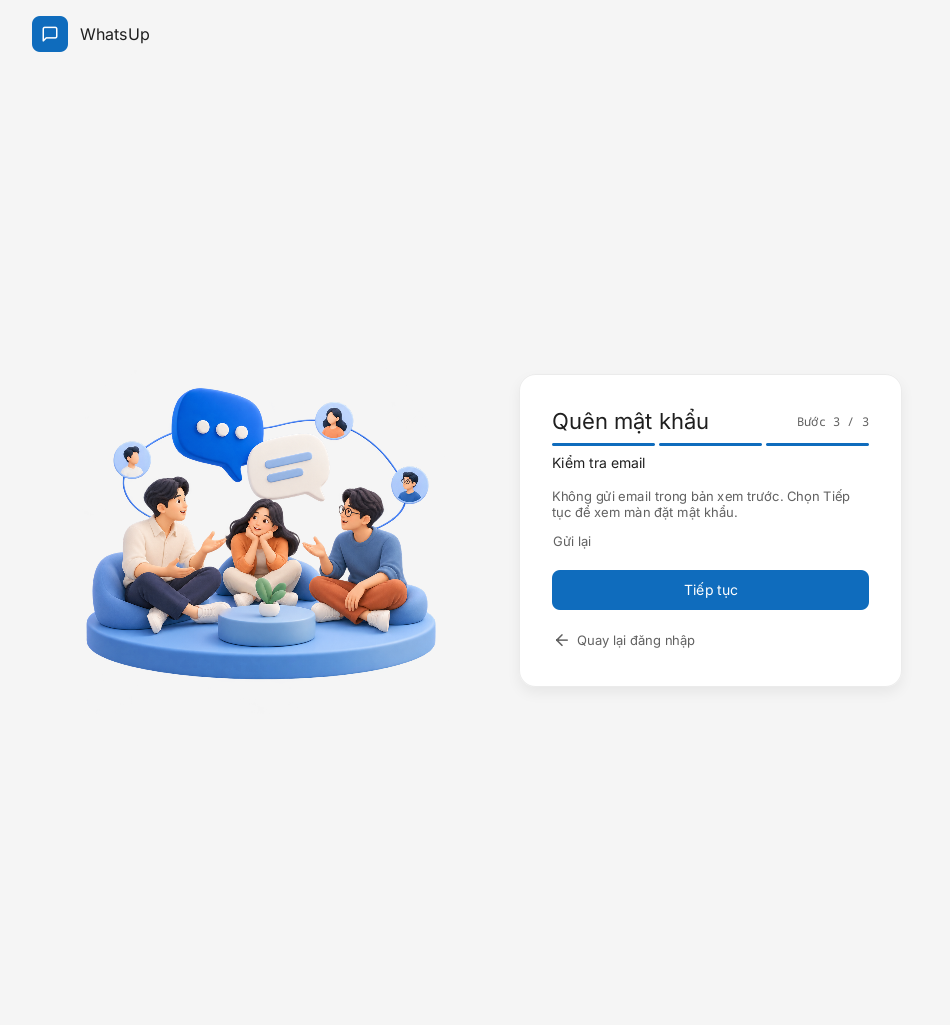 WhatsUp
Quên mật khẩu
Bước 3 / 3
Kiểm tra email
Không gửi email trong bản xem trước. Chọn Tiếp
tục để xem màn đặt mật khẩu.
Gửi lại
Tiếp tục
Quay lại đăng nhập